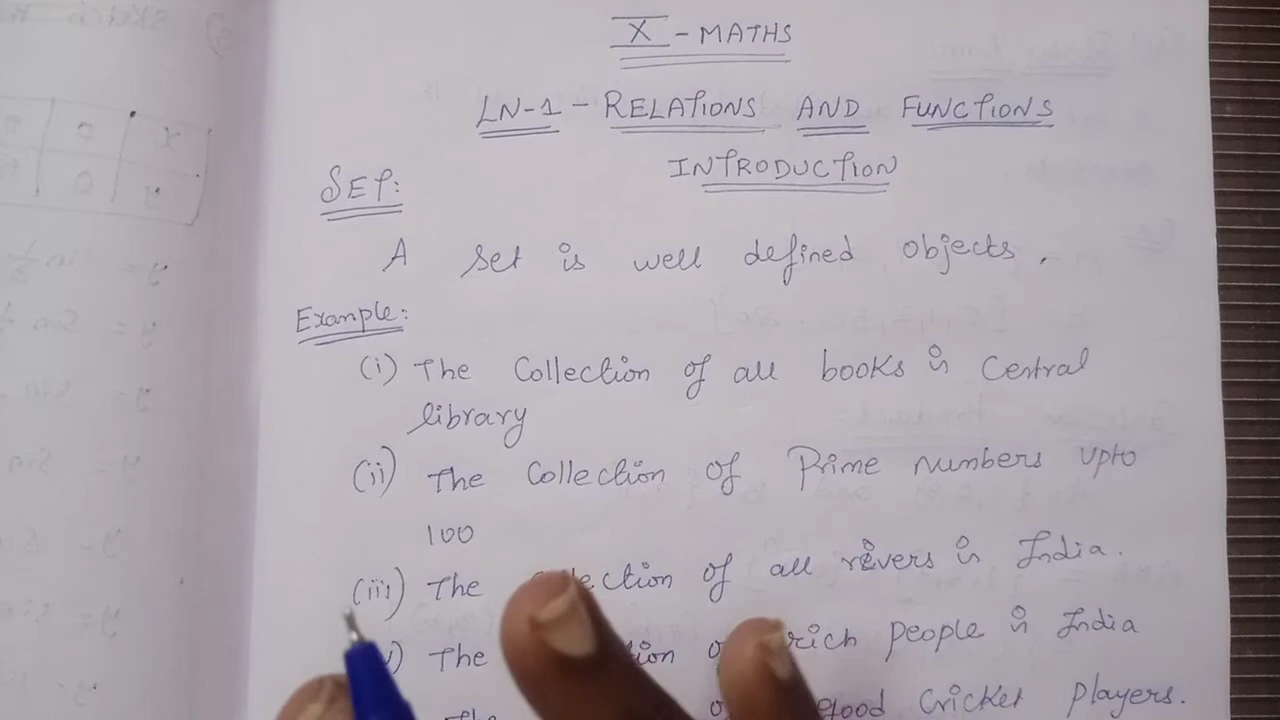 X - MATHS
LN-1 - RELATIONS AND FUNCTIONS
INTRODUCTION
SET:
A set is well defined objects.
Example:
(i) The Collection of all books in Central
library
(ii) The Collection of Prime numbers upto
100
(iii) The Collection of all rivers in India.
The rich people in India
good Cricket players.